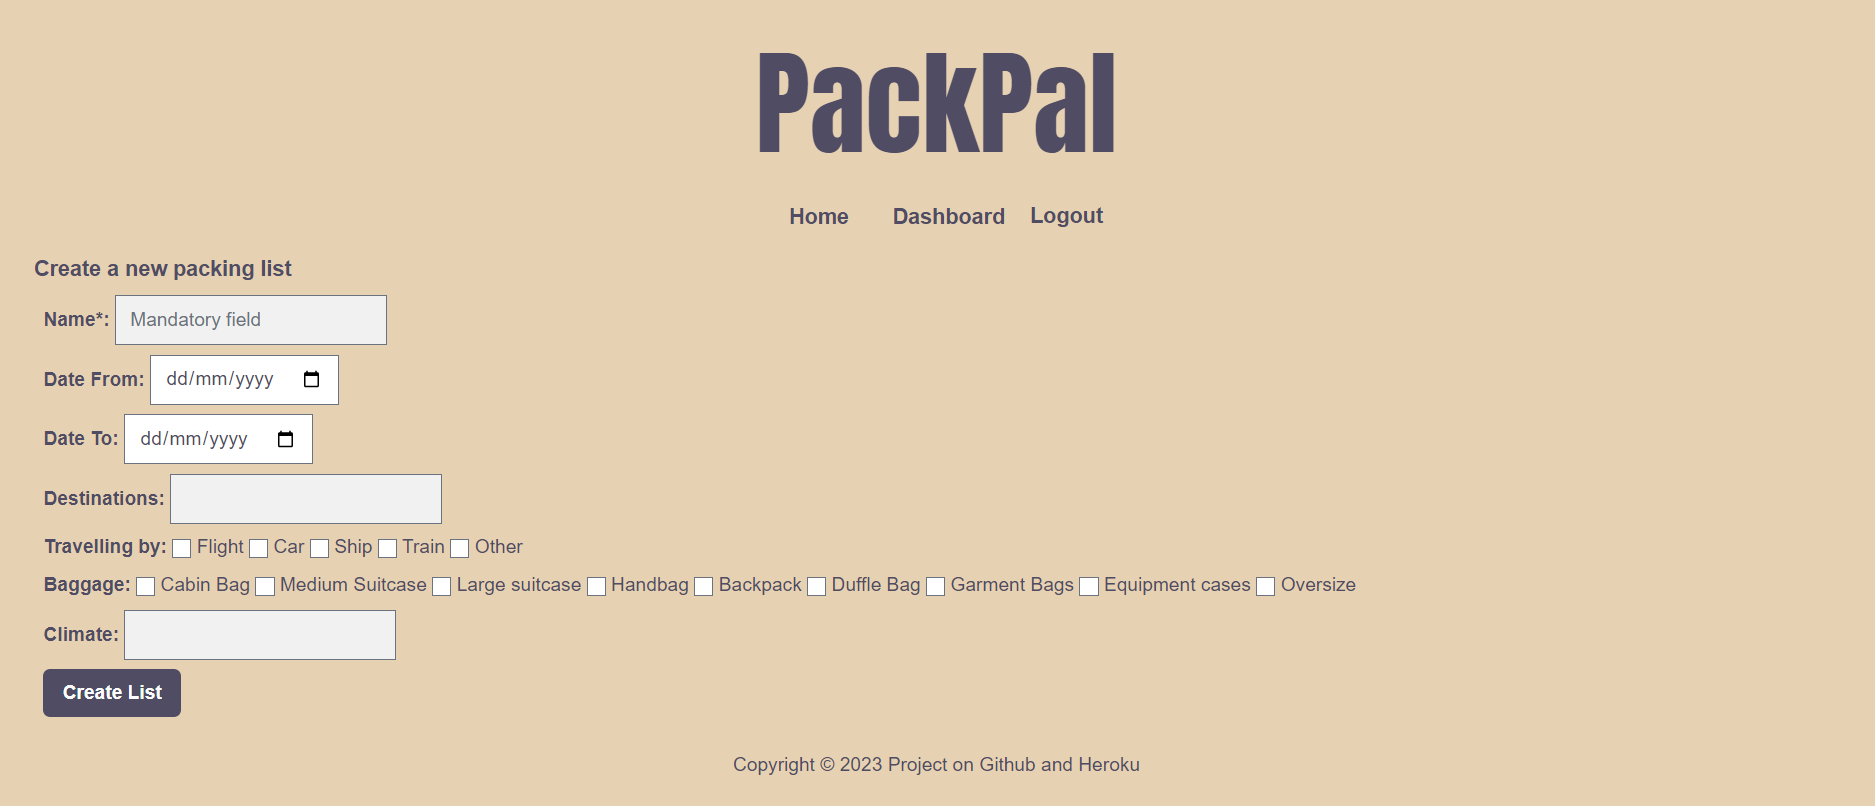 PackPal
Home Dashboard Logout
Create a new packing list
Name*: Mandatory field
Date From: dd/mm/yyyy
Date To: dd/mm/yyyy
Destinations:
Travelling by: Flight Car Ship Train Other
Baggage: Cabin Bag Medium Suitcase Large suitcase Handbag Backpack Duffle Bag Garment Bags Equipment cases Oversize
Climate:
Create List
Copyright © 2023 Project on Github and Heroku